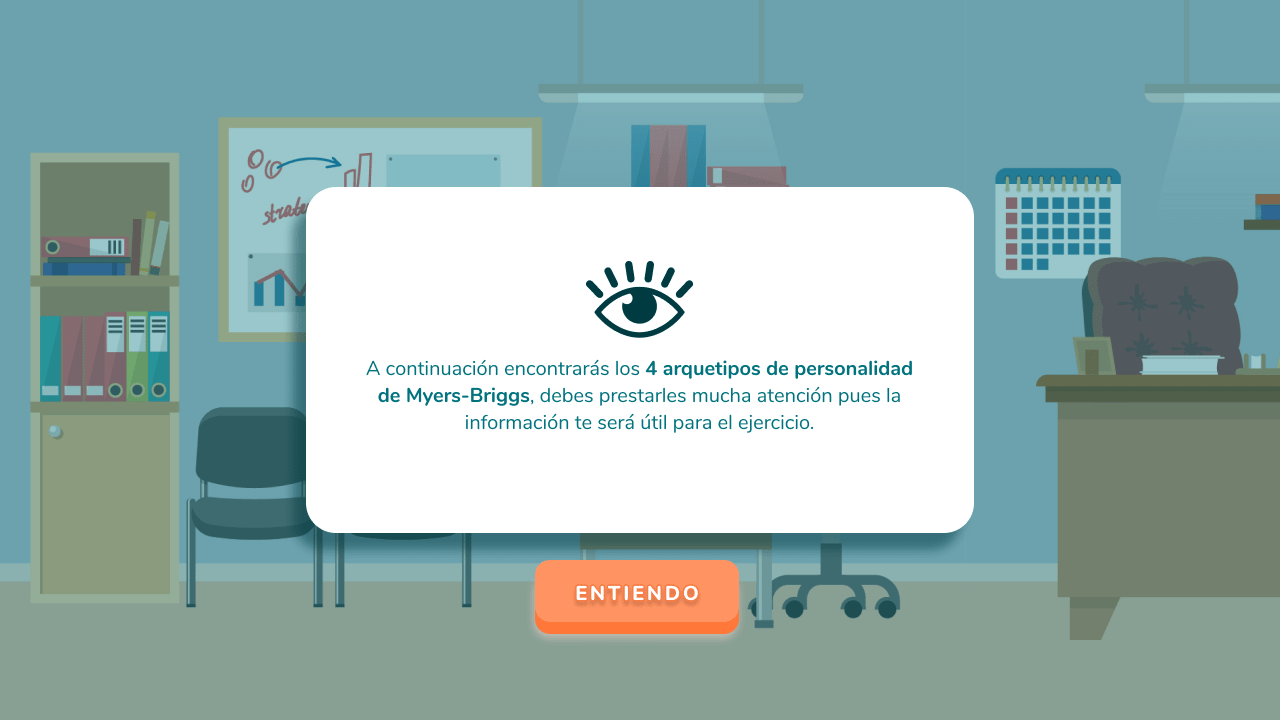 A continuación encontrarás los 4 arquetipos de personalidad
de Myers-Briggs, debes prestarles mucha atención pues la
información te será útil para el ejercicio.
ENTIENDO